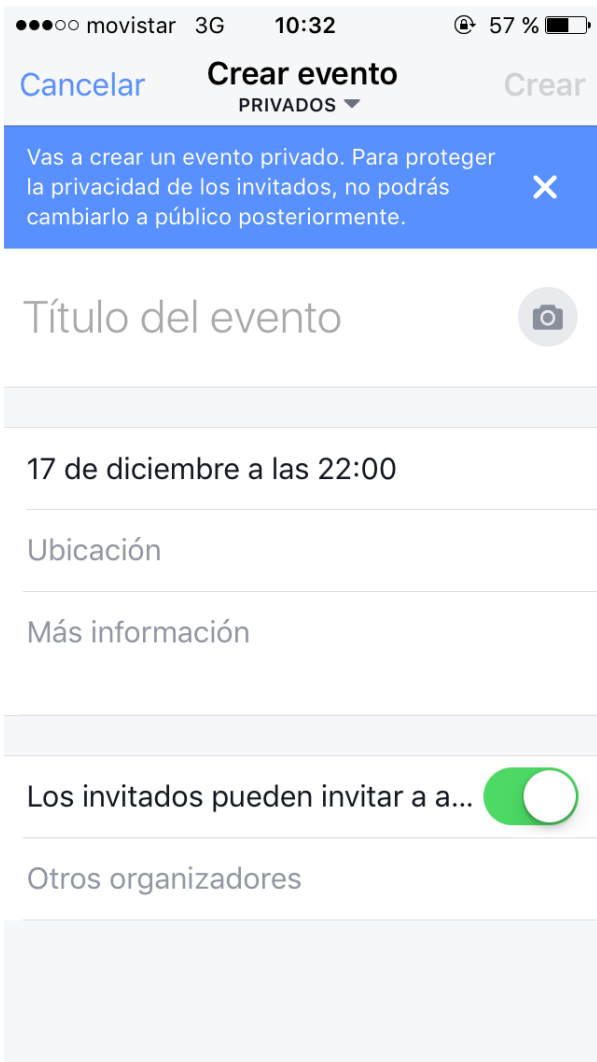 movistar 3G 10:32 57 %
Cancelar Crear evento Crear
PRIVADOS
Vas a crear un evento privado. Para proteger
la privacidad de los invitados, no podrás
cambiarlo a público posteriormente.
Título del evento
17 de diciembre a las 22:00
Ubicación
Más información
Los invitados pueden invitar a a...
Otros organizadores